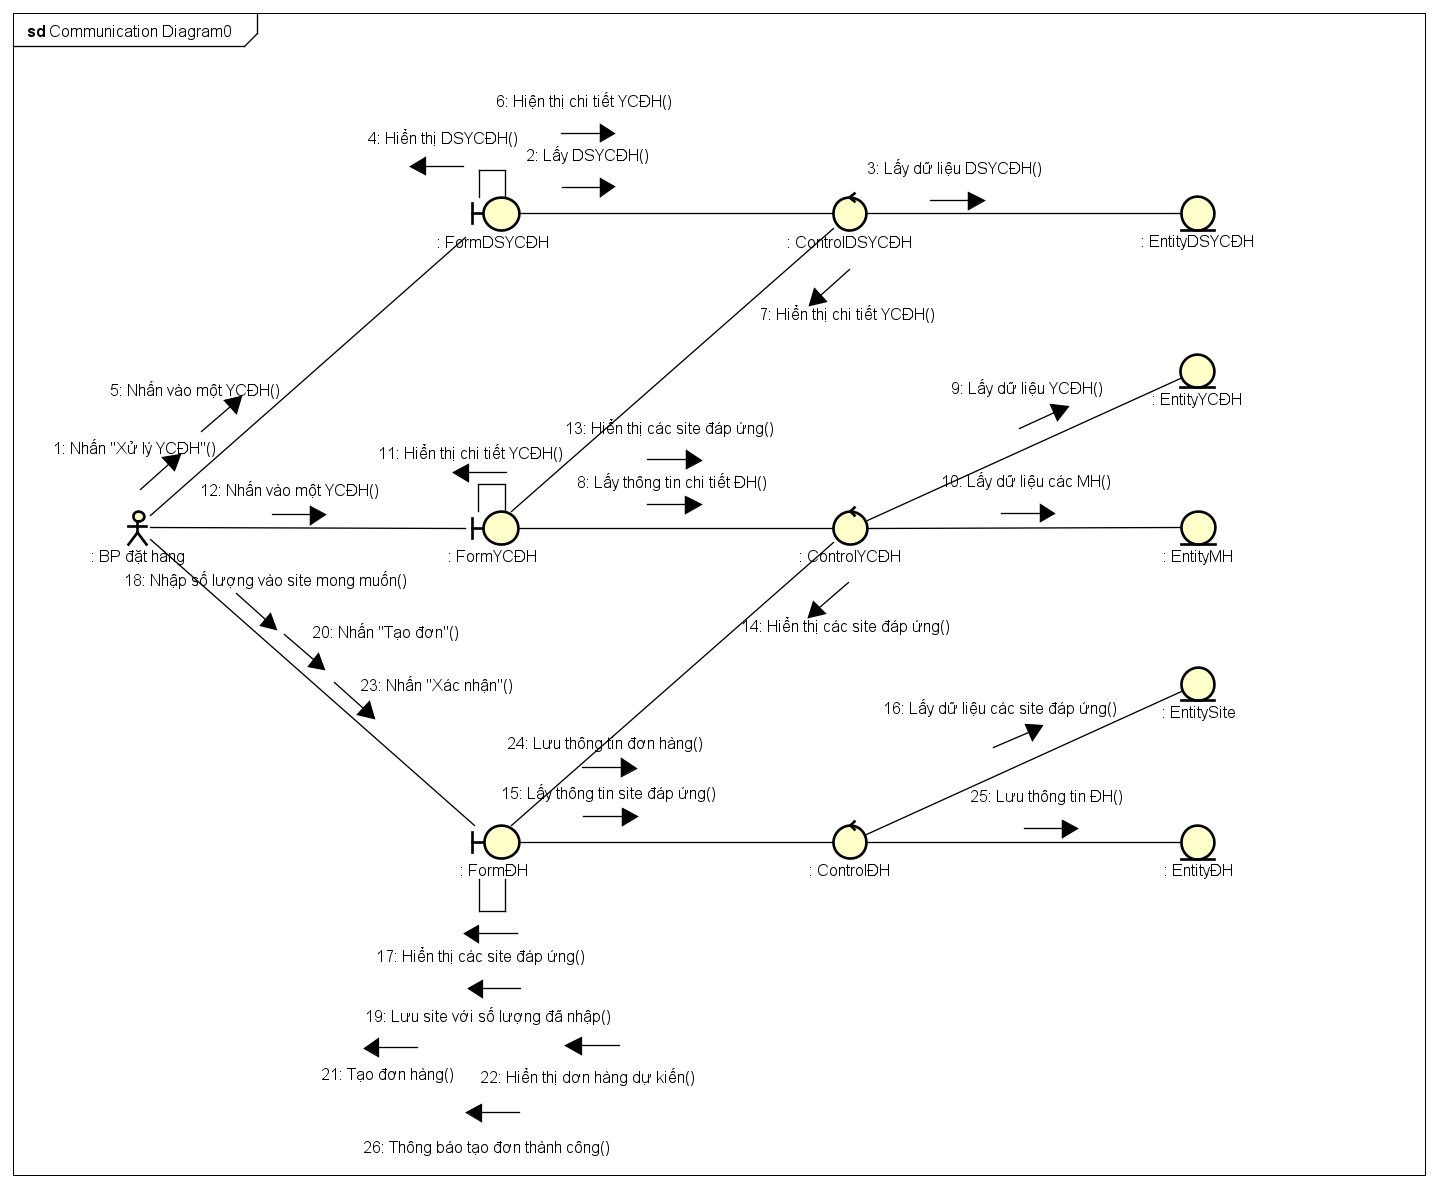 sd Communication Diagram0
6: Hiện thị chi tiết YCĐH()
4: Hiển thị DSYCĐH()
2: Lấy DSYCĐH()
3: Lấy dữ liệu DSYCĐH()
: FormDSYCĐH
: ControlDSYCĐH
: EntityDSYCĐH
7: Hiển thị chi tiết YCĐH()
5: Nhấn vào một YCĐH()
9: Lấy dữ liệu YCĐH()
: EntityYCĐH
1: Nhấn "Xử lý YCĐH"()
13: Hiển thị các site đáp ứng()
11: Hiển thị chi tiết YCĐH()
12: Nhấn vào một YCĐH()
8: Lấy thông tin chi tiết ĐH()
10: Lấy dữ liệu các MH()
: BP đặt hàng
: FormYCĐH
: ControlYCĐH
: EntityMH
18: Nhập số lượng vào site mong muốn()
20: Nhấn "Tạo đơn"()
14: Hiển thị các site đáp ứng()
23: Nhấn "Xác nhận"()
16: Lấy dữ liệu các site đáp ứng()
: EntitySite
24: Lưu thông tin đơn hàng()
15: Lấy thông tin site đáp ứng()
25: Lưu thông tin ĐH()
: FormĐH
: ControlĐH
: EntityĐH
17: Hiển thị các site đáp ứng()
19: Lưu site với số lượng đã nhập()
21: Tạo đơn hàng()
22: Hiển thị dơn hàng dự kiến()
26: Thông báo tạo đơn thành công()